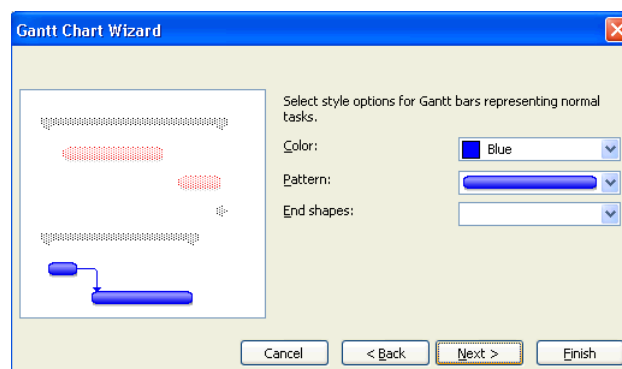 Gantt Chart Wizard
Select style options for Gantt bars representing normal
tasks.
Color:
Blue
Pattern:
End shapes:
Cancel
< Back
Next >
Finish